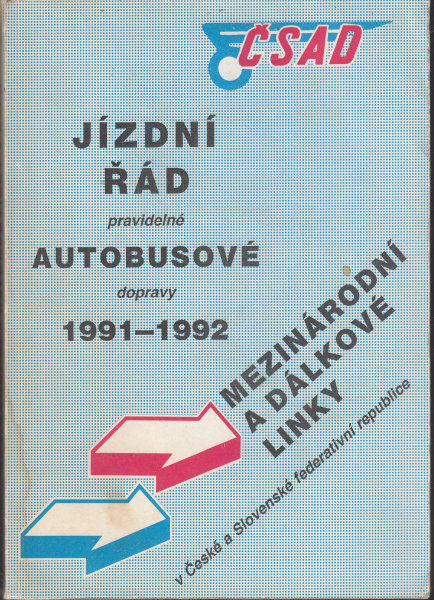 ČSAD
JÍZDNÍ
ŘÁD
pravidelné
AUTOBUSOVÉ
dopravy
1991–1992
MEZINÁRODNÍ
A DÁLKOVÉ
LINKY
v České a Slovenské federativní republice